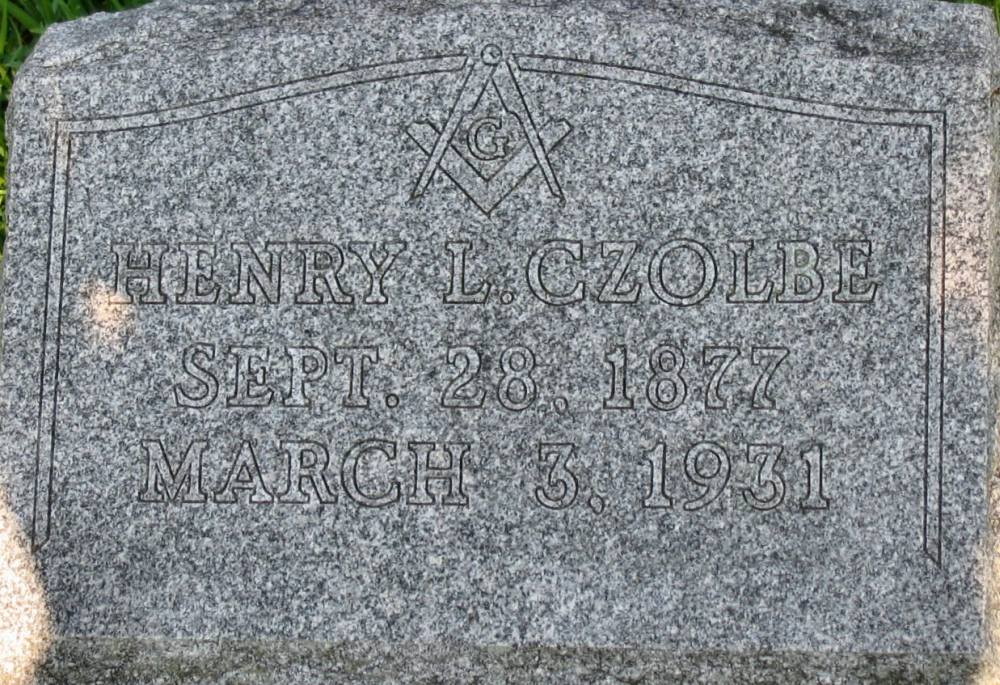 G
HENRY L. CZOLBE
SEPT. 28, 1877
MARCH 3, 1931